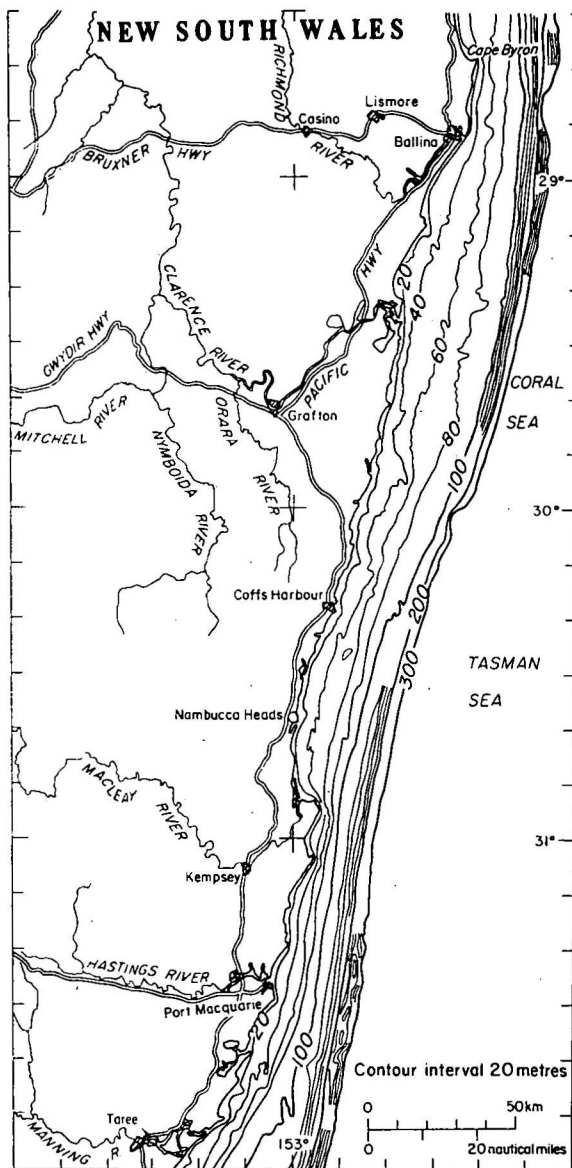 NEW SOUTH WALES
RICHMOND
RIVER
Cape Byron
Lismore
Casino
Ballina
BRUXNER HWY
29°
CLARENCE
RIVER
PACIFIC
HWY
20
40
60
80
100
200
300
GWYDIR HWY
CORAL
SEA
Grafton
MITCHELL
RIVER
NYMBOIDA
RIVER
ORARA
RIVER
30°
Coffs Harbour
TASMAN
SEA
Nambucca Heads
MACLEAY
RIVER
31°
Kempsey
HASTINGS RIVER
Port Macquarie
20
100
Contour interval 20 metres
0 50km
0 20 nautical miles
Taree
MANNING R.
153°